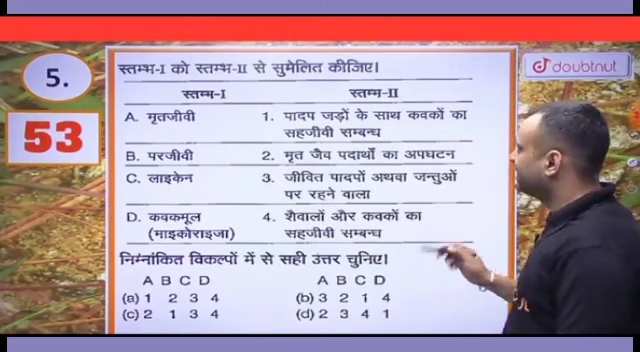 5.
53
doubtnut
स्तम्भ-I को स्तम्भ-II से सुमेलित कीजिए।
स्तम्भ-I स्तम्भ-II
A. मृतजीवी 1. पादप जड़ों के साथ कवकों का
सहजीवी सम्बन्ध
B. परजीवी 2. मृत जैव पदार्थों का अपघटन
C. लाइकेन 3. जीवित पादपों अथवा जन्तुओं
पर रहने वाला
D. कवकमूल 4. शैवालों और कवकों का
(माइकोराइजा) सहजीवी सम्बन्ध
निम्नांकित विकल्पों में से सही उत्तर चुनिए।
A B C D A B C D
(a) 1 2 3 4 (b) 3 2 1 4
(c) 2 1 3 4 (d) 2 3 4 1